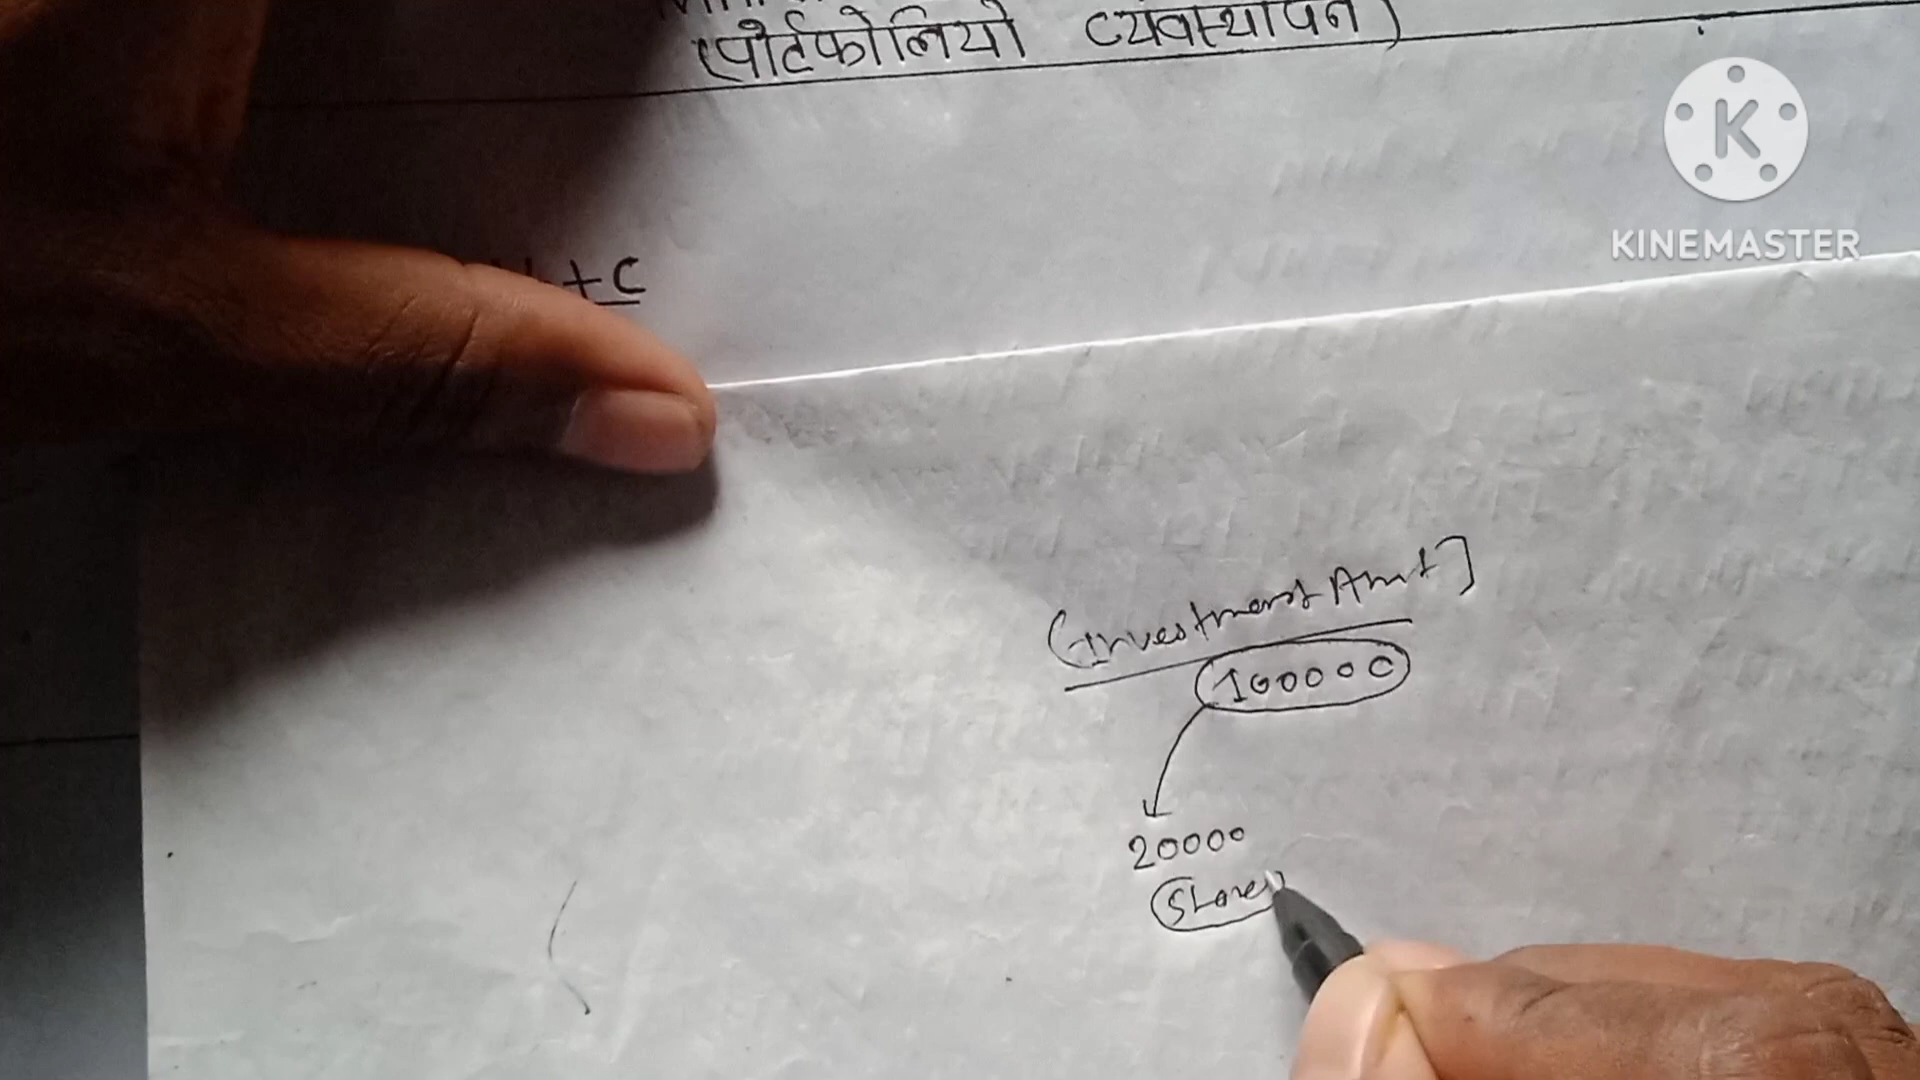 (पोर्टफोलियो व्यवस्थापन)
K
KINEMASTER
+C
(Investment Amt]
100000
20000
Shares